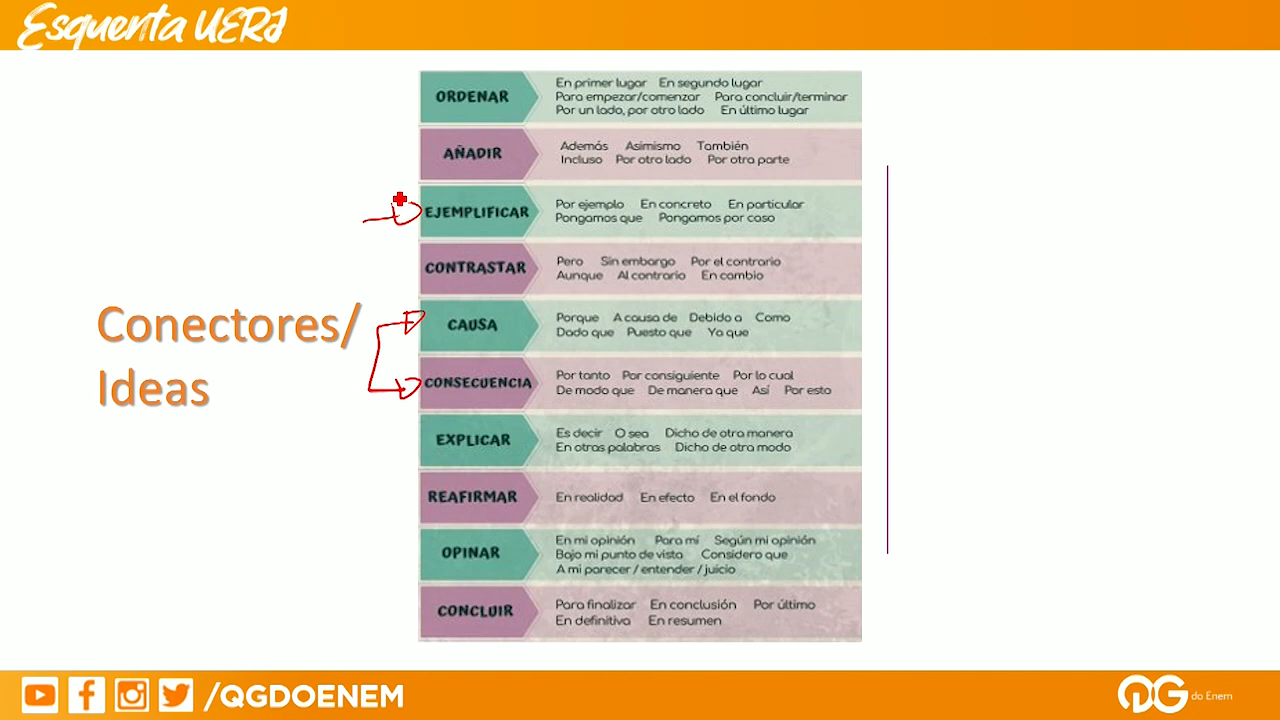 Esquenta UERJ
Conectores/
Ideas
ORDENAR
En primer lugar En segundo lugar
Para empezar/comenzar Para concluir/terminar
Por un lado, por otro lado En último lugar
AÑADIR
Además Asimismo También
Incluso Por otro lado Por otra parte
EJEMPLIFICAR
Por ejemplo En concreto En particular
Pongamos que Pongamos por caso
CONTRASTAR
Pero Sin embargo Por el contrario
Aunque Al contrario En cambio
CAUSA
Porque A causa de Debido a Como
Dado que Puesto que Ya que
CONSECUENCIA
Por tanto Por consiguiente Por lo cual
De modo que De manera que Así Por esto
EXPLICAR
Es decir O sea Dicho de otra manera
En otras palabras Dicho de otro modo
REAFIRMAR
En realidad En efecto En el fondo
OPINAR
En mi opinión Para mí Según mi opinión
Bajo mi punto de vista Considero que
A mi parecer / entender / juicio
CONCLUIR
Para finalizar En conclusión Por último
En definitiva En resumen
/QGDOENEM
QG do Enem